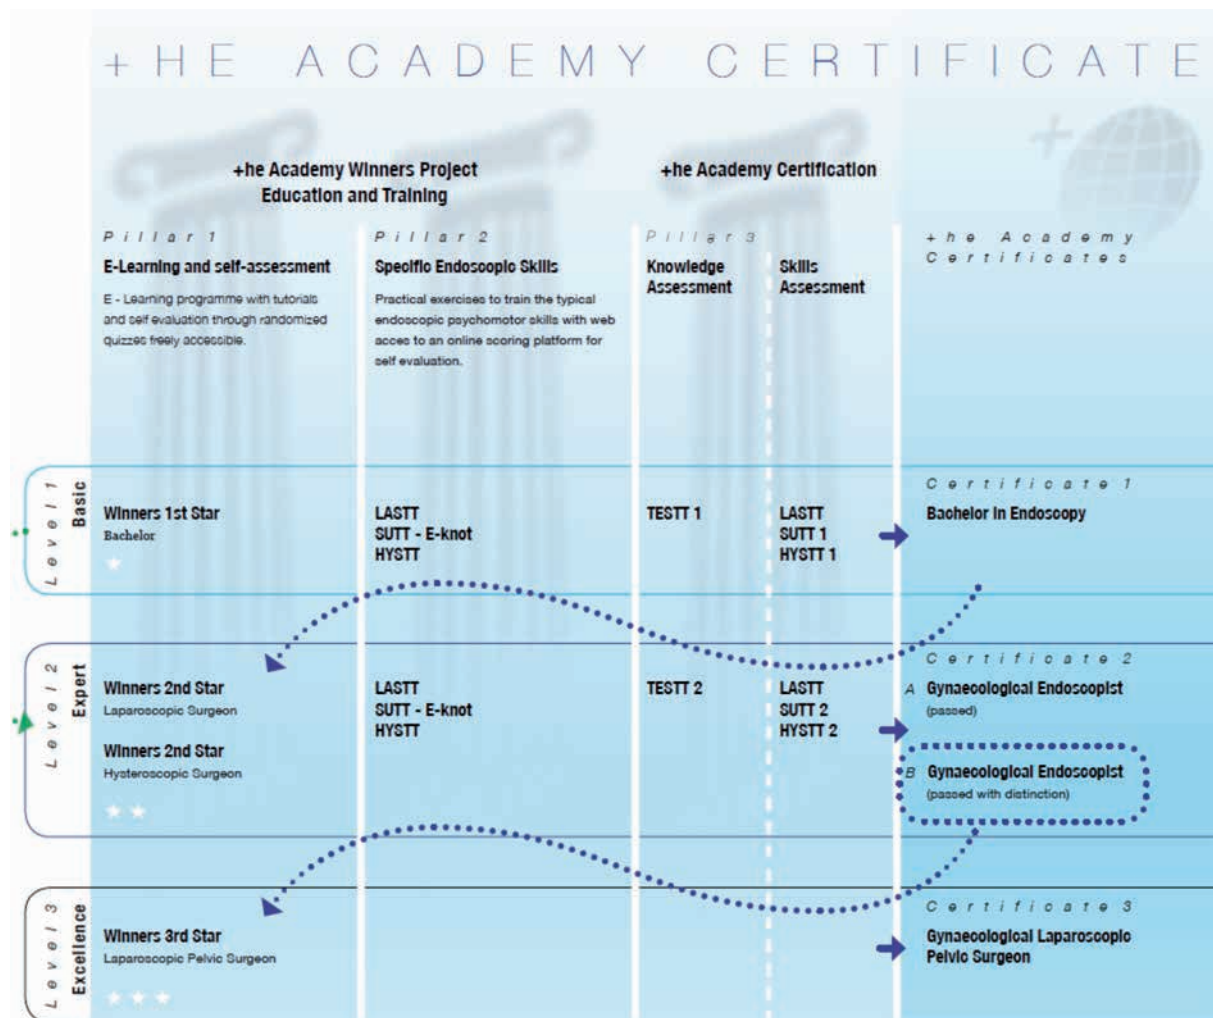 +HE ACADEMY CERTIFICATE
+he Academy Winners Project
Education and Training
+he Academy Certification
Pillar 1
E-Learning and self-assessment
E - Learning programme with tutorials
and self evaluation through randomized
quizzes freely accessible.
Pillar 2
Specific Endoscopic Skills
Practical exercises to train the typical
endoscopic psychomotor skills with web
acces to an online scoring platform for
self evaluation.
Pillar 3
Knowledge
Assessment
Skills
Assessment
+he Academy
Certificates
Level 1
Basic
Winners 1st Star
Bachelor
LASTT
SUTT - E-knot
HYSTT
TESTT 1
LASTT
SUTT 1
HYSTT 1
Certificate 1
Bachelor in Endoscopy
Level 2
Expert
Winners 2nd Star
Laparoscopic Surgeon
Winners 2nd Star
Hysteroscopic Surgeon
LASTT
SUTT - E-knot
HYSTT
TESTT 2
LASTT
SUTT 2
HYSTT 2
Certificate 2
A Gynaecological Endoscopist
(passed)
B Gynaecological Endoscopist
(passed with distinction)
Level 3
Excellence
Winners 3rd Star
Laparoscopic Pelvic Surgeon
Certificate 3
Gynaecological Laparoscopic
Pelvic Surgeon